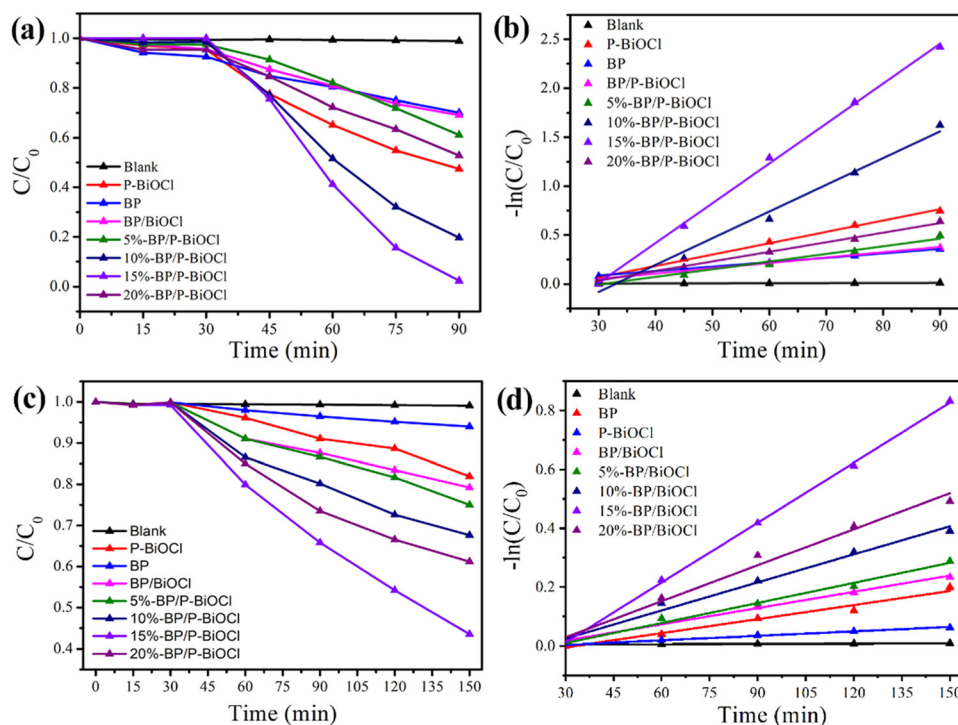 (a)
C/C0
1.0
0.8
0.6
0.4
0.2
0.0
Blank
P-BiOCl
BP
BP/BiOCl
5%-BP/P-BiOCl
10%-BP/P-BiOCl
15%-BP/P-BiOCl
20%-BP/P-BiOCl
0 15 30 45 60 75 90
Time (min)
(b)
-ln(C/C0)
2.5
2.0
1.5
1.0
0.5
0.0
Blank
P-BiOCl
BP
BP/P-BiOCl
5%-BP/P-BiOCl
10%-BP/P-BiOCl
15%-BP/P-BiOCl
20%-BP/P-BiOCl
30 40 50 60 70 80 90
Time (min)
(c)
C/C0
1.0
0.9
0.8
0.7
0.6
0.5
0.4
Blank
P-BiOCl
BP
BP/BiOCl
5%-BP/P-BiOCl
10%-BP/P-BiOCl
15%-BP/P-BiOCl
20%-BP/P-BiOCl
0 15 30 45 60 75 90 105 120 135 150
Time (min)
(d)
-ln(C/C0)
0.8
0.6
0.4
0.2
0.0
Blank
BP
P-BiOCl
BP/BiOCl
5%-BP/BiOCl
10%-BP/BiOCl
15%-BP/BiOCl
20%-BP/BiOCl
30 45 60 75 90 105 120 135 150
Time (min)